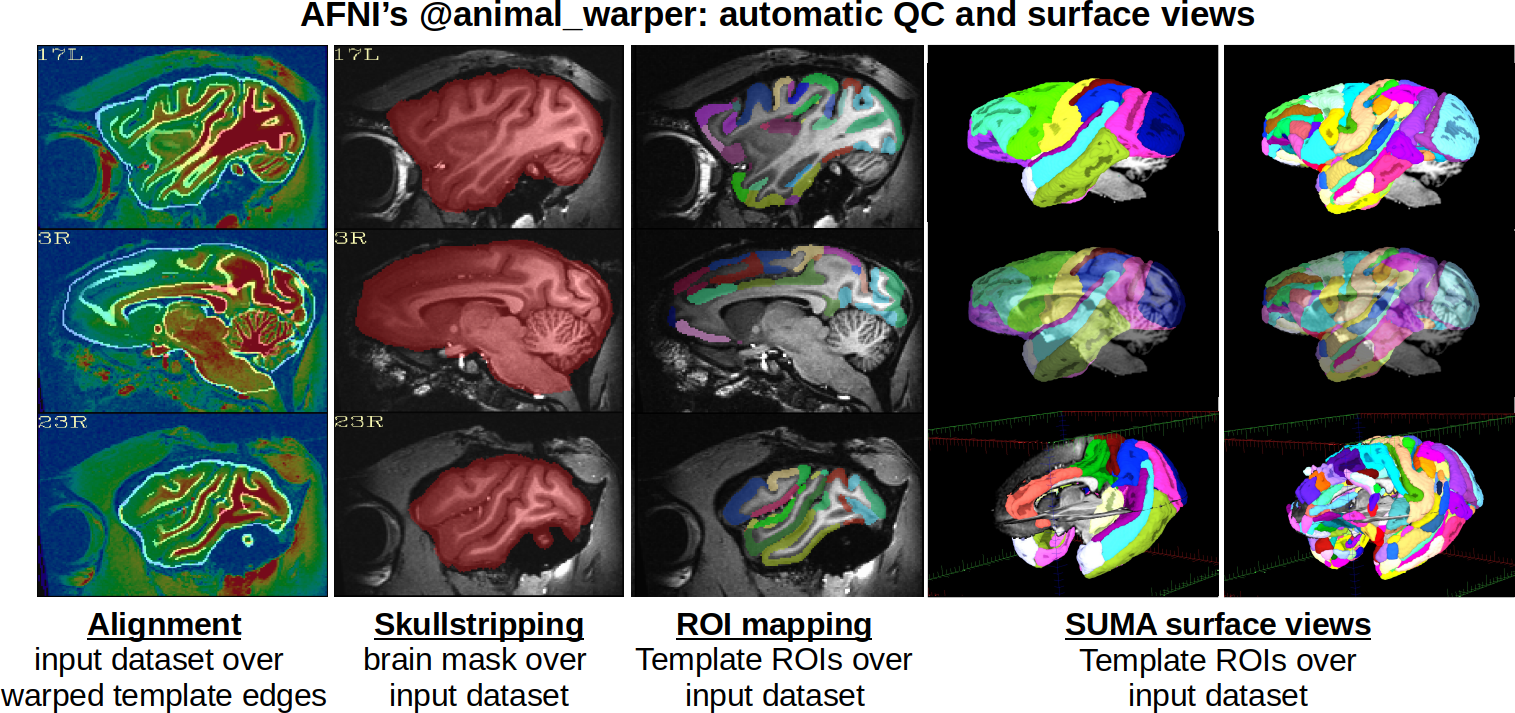 AFNI’s @animal_warper: automatic QC and surface views
17L
17L
3R
3R
23R
23R
Alignment
input dataset over
warped template edges
Skullstripping
brain mask over
input dataset
ROI mapping
Template ROIs over
input dataset
SUMA surface views
Template ROIs over
input dataset